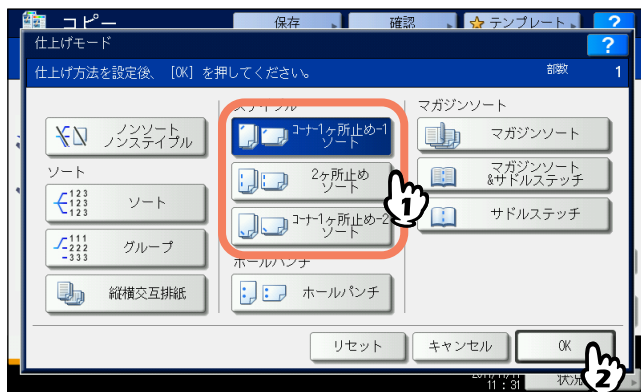 コピー
保存
確認
テンプレート
?
仕上げモード
?
仕上げ方法を設定後、[OK] を押してください。
部数 1
ノンソート
ノンステイプル
ソート
123
123
123
ソート
111
222
333
グループ
縦横交互排紙
ステイプル
コーナー1ヶ所止め-1
ソート
2ヶ所止め
ソート
コーナー1ヶ所止め-2
ソート
1
ホールパンチ
ホールパンチ
マガジンソート
マガジンソート
マガジンソート
&サドルステッチ
サドルステッチ
リセット
キャンセル
OK
2
11:31
状況